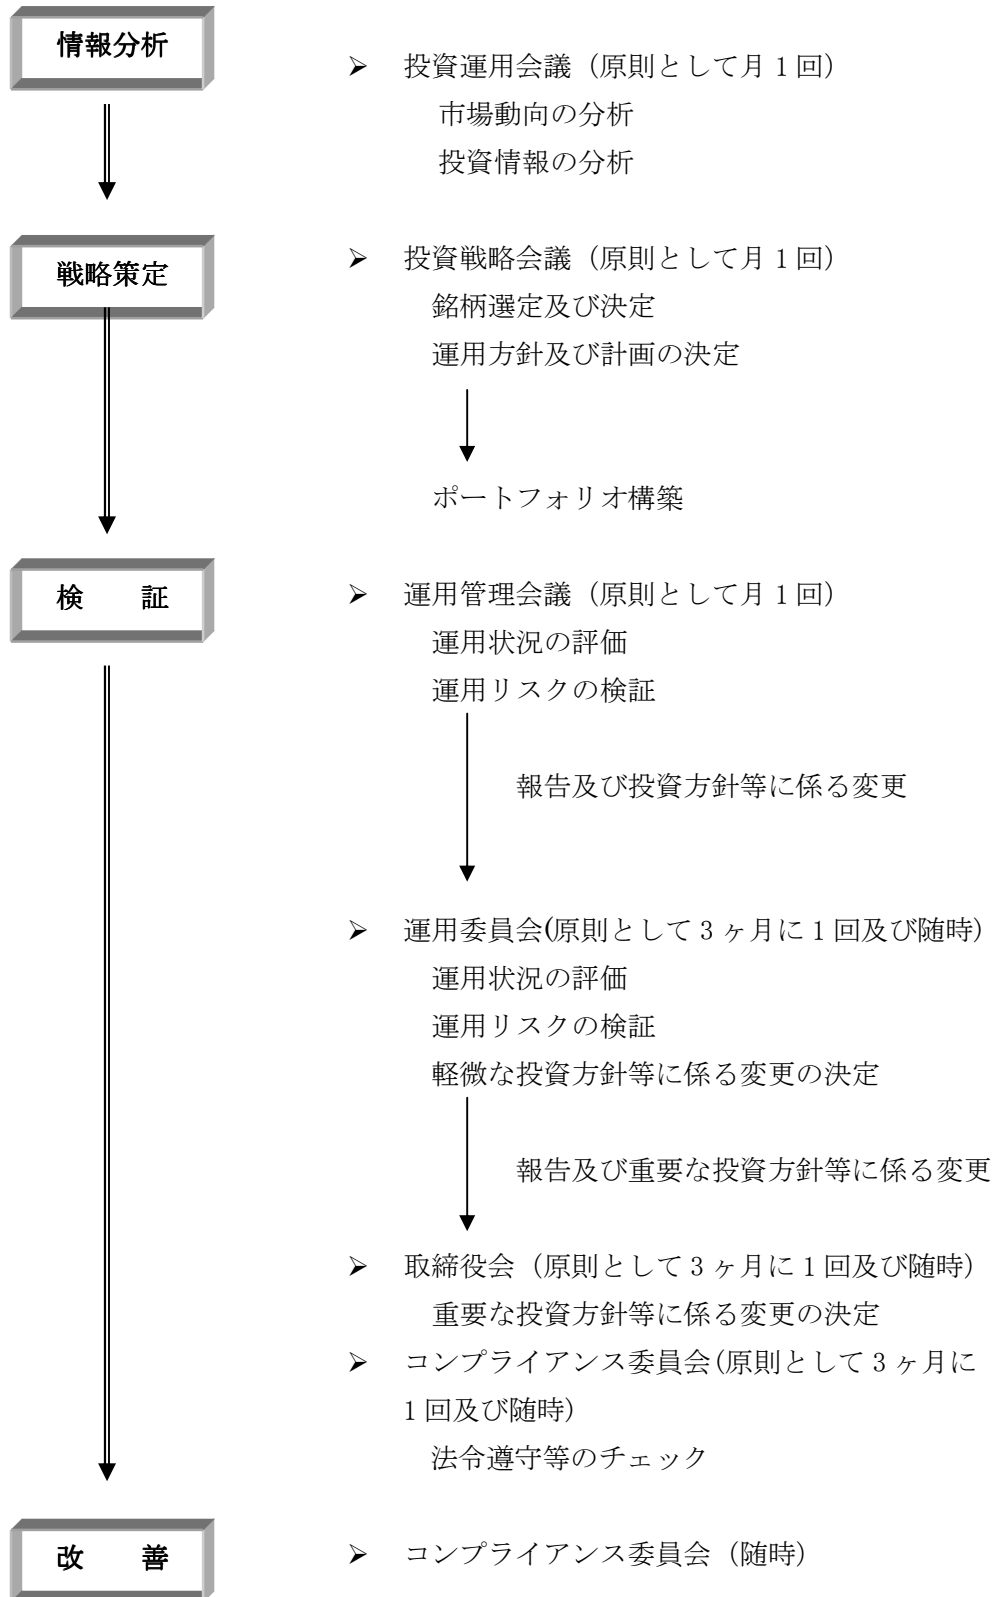 情報分析
➢ 投資運用会議（原則として月１回）
市場動向の分析
投資情報の分析
戦略策定
➢ 投資戦略会議（原則として月１回）
銘柄選定及び決定
運用方針及び計画の決定
ポートフォリオ構築
検　　証
➢ 運用管理会議（原則として月１回）
運用状況の評価
運用リスクの検証
報告及び投資方針等に係る変更
➢ 運用委員会(原則として３ヶ月に１回及び随時)
運用状況の評価
運用リスクの検証
軽微な投資方針等に係る変更の決定
報告及び重要な投資方針等に係る変更
➢ 取締役会（原則として３ヶ月に１回及び随時）
重要な投資方針等に係る変更の決定
➢ コンプライアンス委員会(原則として３ヶ月に
１回及び随時)
法令遵守等のチェック
改　　善
➢ コンプライアンス委員会（随時）